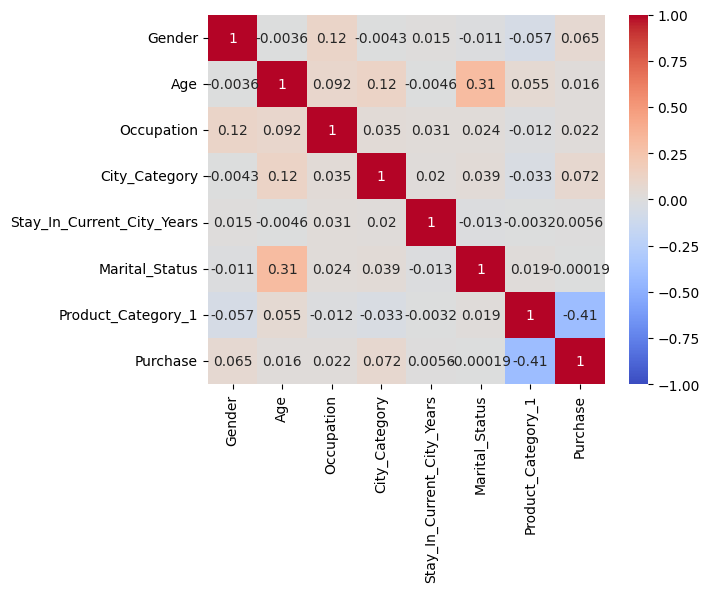 Gender 1 -0.0036 0.12 -0.0043 0.015 -0.011 -0.057 0.065
Age -0.0036 1 0.092 0.12 -0.0046 0.31 0.055 0.016
Occupation 0.12 0.092 1 0.035 0.031 0.024 -0.012 0.022
City_Category -0.0043 0.12 0.035 1 0.02 0.039 -0.033 0.072
Stay_In_Current_City_Years 0.015 -0.0046 0.031 0.02 1 -0.013 -0.0032 0.0056
Marital_Status -0.011 0.31 0.024 0.039 -0.013 1 0.019 -0.00019
Product_Category_1 -0.057 0.055 -0.012 -0.033 -0.0032 0.019 1 -0.41
Purchase 0.065 0.016 0.022 0.072 0.0056 -0.00019 -0.41 1
Gender
Age
Occupation
City_Category
Stay_In_Current_City_Years
Marital_Status
Product_Category_1
Purchase
1.00
0.75
0.50
0.25
0.00
−0.25
−0.50
−0.75
−1.00